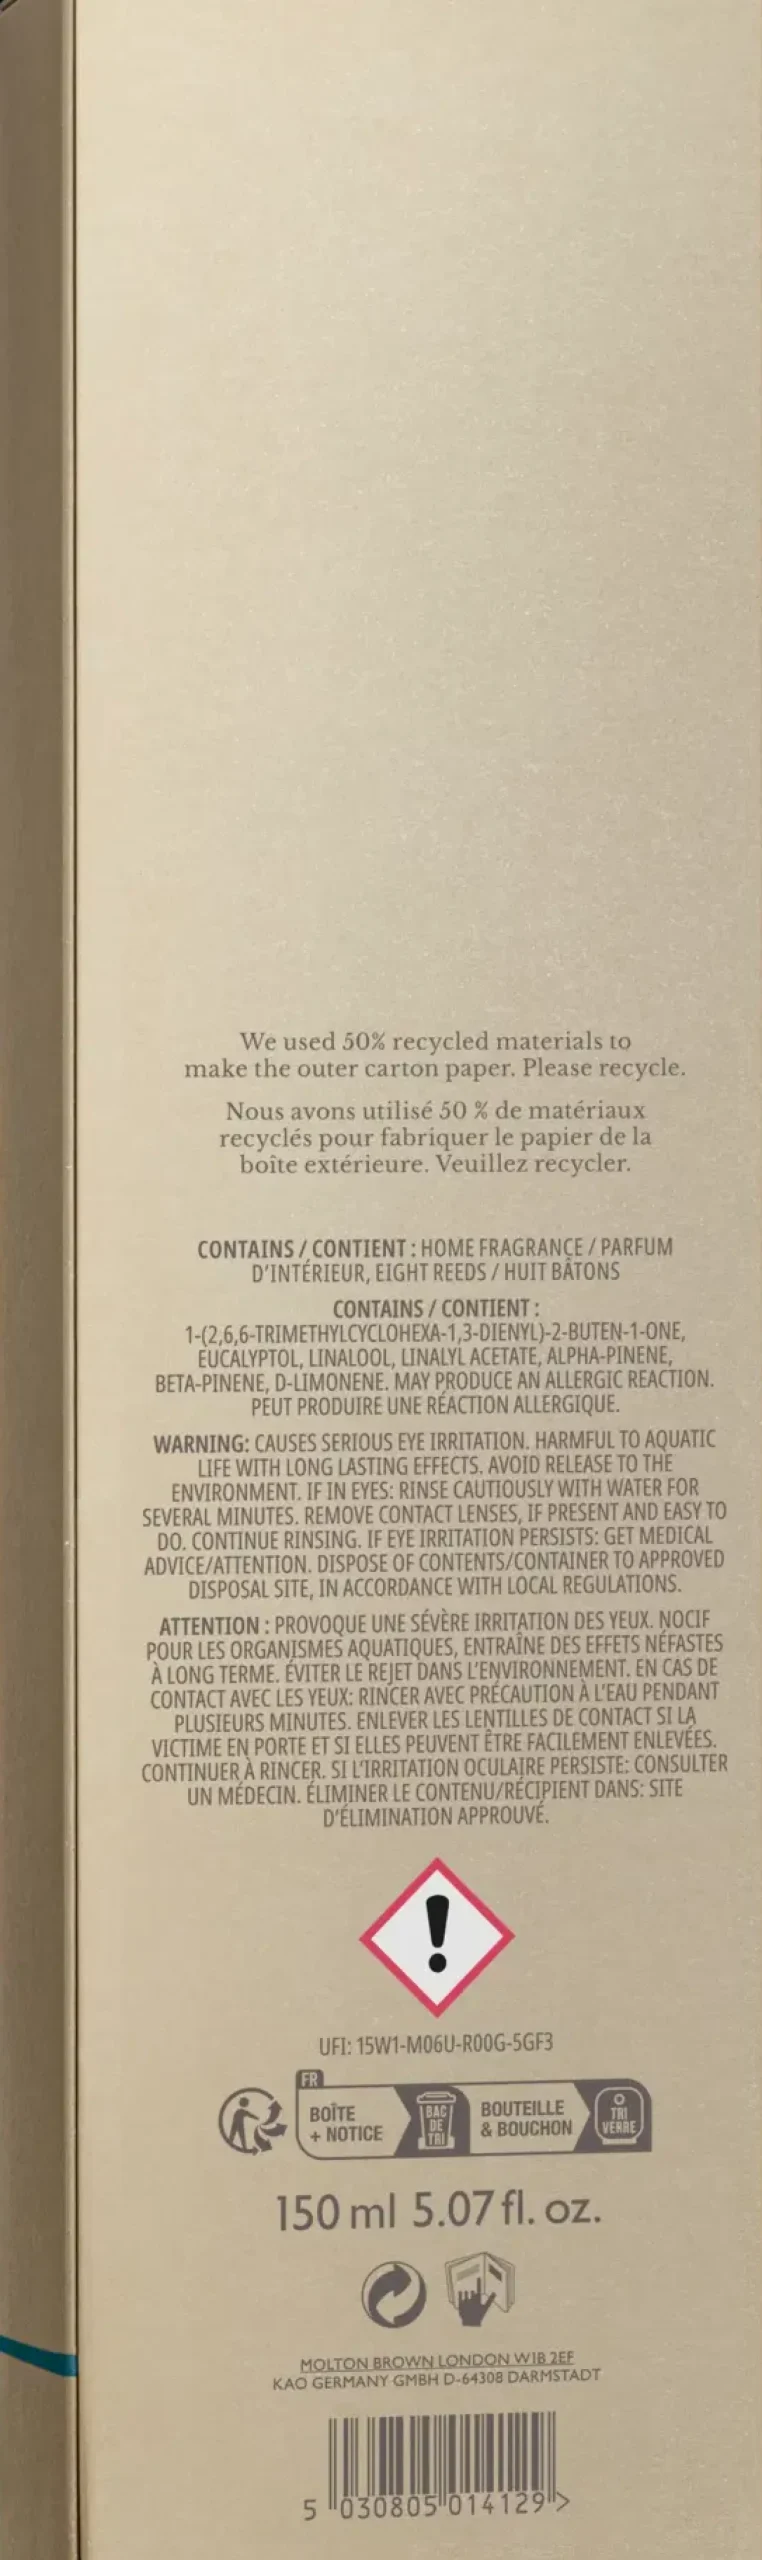 We used 50% recycled materials to
make the outer carton paper. Please recycle.
Nous avons utilisé 50 % de matériaux
recyclés pour fabriquer le papier de la
boîte extérieure. Veuillez recycler.
CONTAINS / CONTIENT : HOME FRAGRANCE / PARFUM
D'INTÉRIEUR, EIGHT REEDS / HUIT BÂTONS
CONTAINS / CONTIENT :
1-(2,6,6-TRIMETHYLCYCLOHEXA-1,3-DIENYL)-2-BUTEN-1-ONE,
EUCALYPTOL, LINALOOL, LINALYL ACETATE, ALPHA-PINENE,
BETA-PINENE, D-LIMONENE. MAY PRODUCE AN ALLERGIC REACTION.
PEUT PRODUIRE UNE RÉACTION ALLERGIQUE.
WARNING: CAUSES SERIOUS EYE IRRITATION. HARMFUL TO AQUATIC
LIFE WITH LONG LASTING EFFECTS. AVOID RELEASE TO THE
ENVIRONMENT. IF IN EYES: RINSE CAUTIOUSLY WITH WATER FOR
SEVERAL MINUTES. REMOVE CONTACT LENSES, IF PRESENT AND EASY TO
DO. CONTINUE RINSING. IF EYE IRRITATION PERSISTS: GET MEDICAL
ADVICE/ATTENTION. DISPOSE OF CONTENTS/CONTAINER TO APPROVED
DISPOSAL SITE, IN ACCORDANCE WITH LOCAL REGULATIONS.
ATTENTION : PROVOQUE UNE SÉVÈRE IRRITATION DES YEUX. NOCIF
POUR LES ORGANISMES AQUATIQUES, ENTRAÎNE DES EFFETS NÉFASTES
À LONG TERME. ÉVITER LE REJET DANS L'ENVIRONNEMENT. EN CAS DE
CONTACT AVEC LES YEUX: RINCER AVEC PRÉCAUTION À L'EAU PENDANT
PLUSIEURS MINUTES. ENLEVER LES LENTILLES DE CONTACT SI LA
VICTIME EN PORTE ET SI ELLES PEUVENT ÊTRE FACILEMENT ENLEVÉES.
CONTINUER À RINCER. SI L'IRRITATION OCULAIRE PERSISTE: CONSULTER
UN MÉDECIN. ÉLIMINER LE CONTENU/RÉCIPIENT DANS: SITE
D'ÉLIMINATION APPROUVÉ.
UFI: 15W1-M06U-R00G-5GF3
FR
BOÎTE
+ NOTICE
BAC
DE
TRI
BOUTEILLE
& BOUCHON
TRI
VERRE
150 ml 5.07 fl. oz.
MOLTON BROWN LONDON W1B 2EF
KAO GERMANY GMBH D-64308 DARMSTADT
5 030805 014129 >